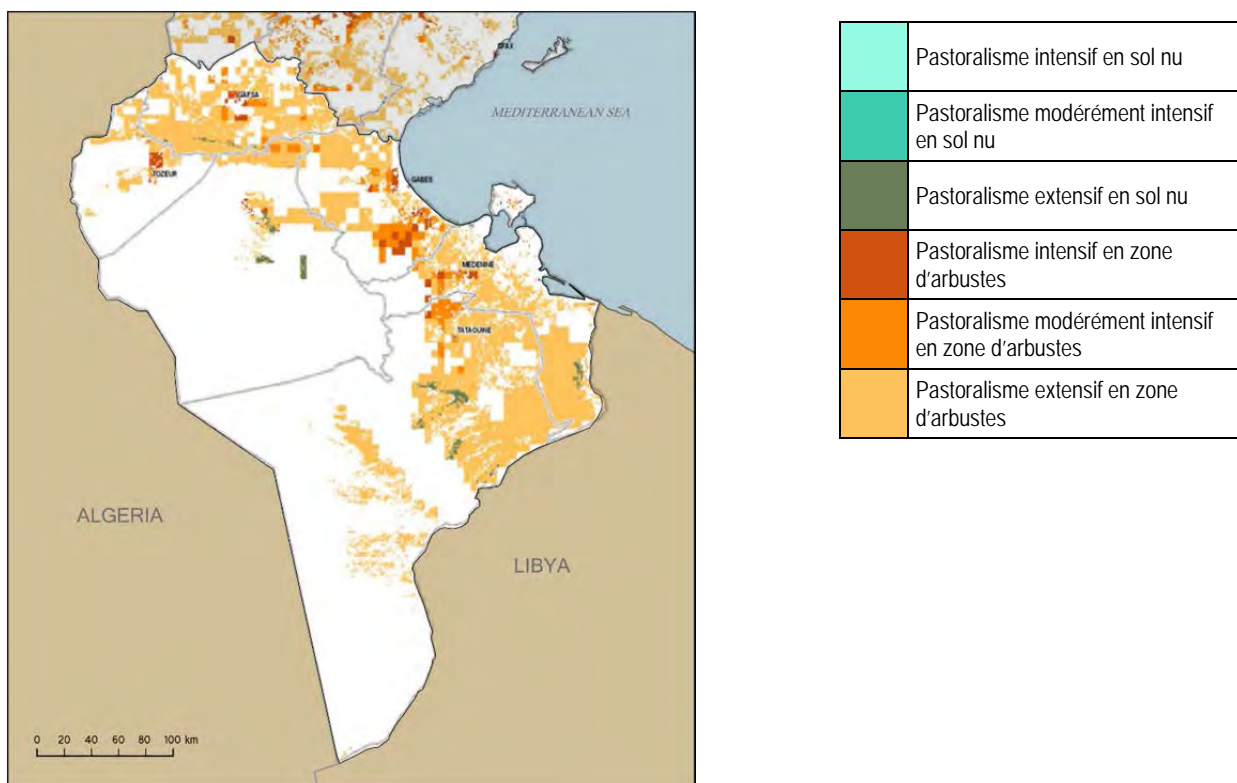 SFAX
MEDITERRANEAN SEA
GAFSA
TOZEUR
GABES
MEDENINE
TATAOUINE
ALGERIA
LIBYA
0 20 40 60 80 100 km
Pastoralisme intensif en sol nu
Pastoralisme modérément intensif
en sol nu
Pastoralisme extensif en sol nu
Pastoralisme intensif en zone
d'arbustes
Pastoralisme modérément intensif
en zone d'arbustes
Pastoralisme extensif en zone
d'arbustes